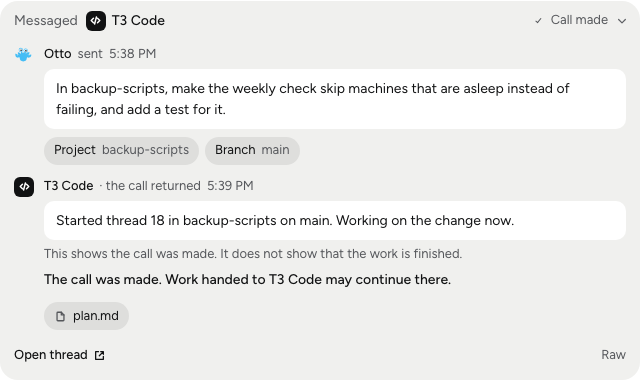 Messaged T3 Code Call made
Otto sent 5:38 PM
In backup-scripts, make the weekly check skip machines that are asleep instead of
failing, and add a test for it.
Project backup-scripts Branch main
T3 Code · the call returned 5:39 PM
Started thread 18 in backup-scripts on main. Working on the change now.
This shows the call was made. It does not show that the work is finished.
The call was made. Work handed to T3 Code may continue there.
plan.md
Open thread Raw